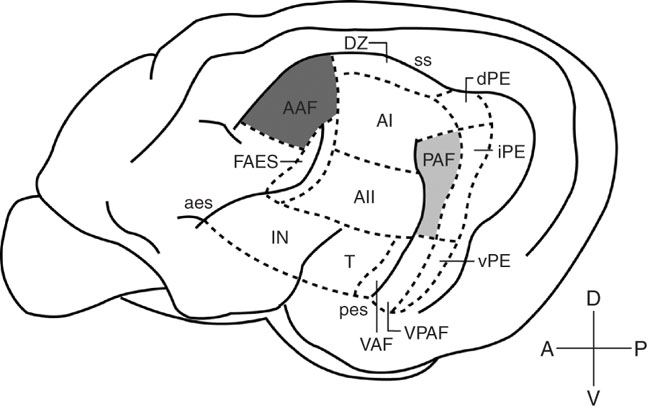 DZ
ss
dPE
AAF
AI
FAES
PAF
iPE
aes
AII
IN
T
vPE
pes
VPAF
VAF
D
A
P
V